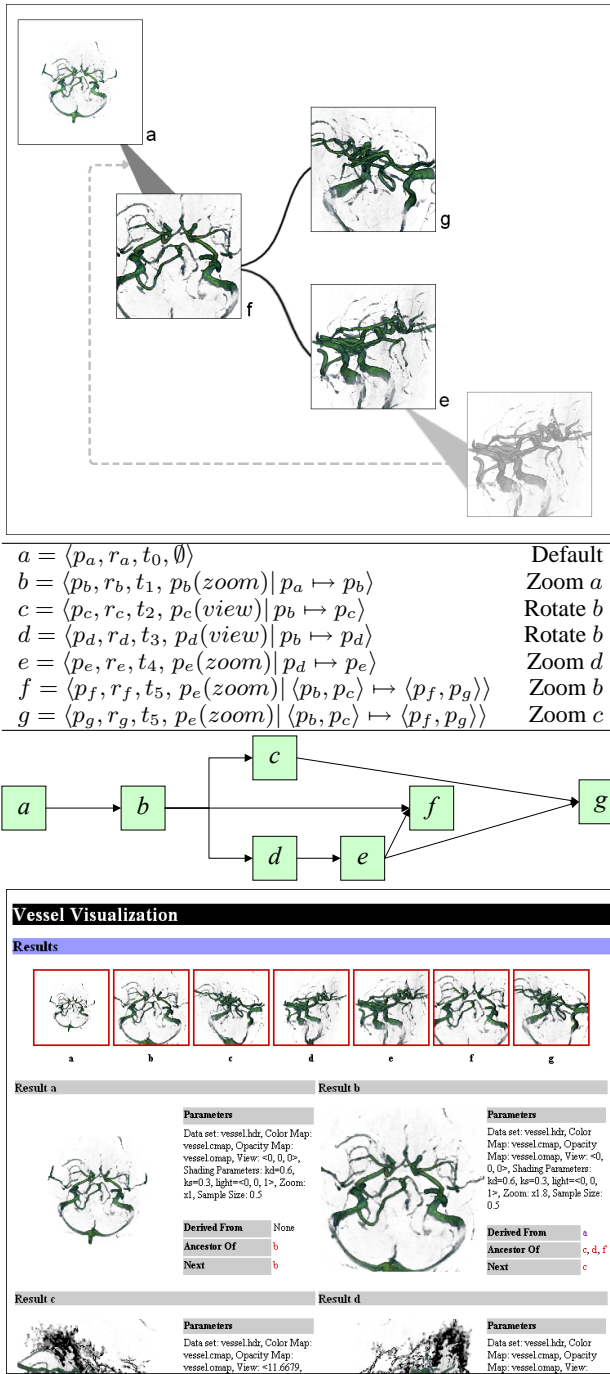 a
g
f
e
a = ⟨p_a, r_a, t_0, ∅⟩ Default
b = ⟨p_b, r_b, t_1, p_b(zoom)| p_a ↦ p_b⟩ Zoom a
c = ⟨p_c, r_c, t_2, p_c(view)| p_b ↦ p_c⟩ Rotate b
d = ⟨p_d, r_d, t_3, p_d(view)| p_b ↦ p_d⟩ Rotate b
e = ⟨p_e, r_e, t_4, p_e(zoom)| p_d ↦ p_e⟩ Zoom d
f = ⟨p_f, r_f, t_5, p_e(zoom)| ⟨p_b, p_c⟩ ↦ ⟨p_f, p_g⟩⟩ Zoom b
g = ⟨p_g, r_g, t_5, p_e(zoom)| ⟨p_b, p_c⟩ ↦ ⟨p_f, p_g⟩⟩ Zoom c
c
a b f g
d e
Vessel Visualization
Results
a b c d e f g
Result a
Parameters
Data set: vessel.hdr, Color Map:
vessel.cmap, Opacity Map:
vessel.omap, View: <0, 0, 0>,
Shading Parameters: kd=0.6,
ks=0.3, light=<0, 0, 1>, Zoom:
x1, Sample Size: 0.5
Derived From None
Ancestor Of b
Next b
Result b
Parameters
Data set: vessel.hdr, Color
Map: vessel.cmap, Opacity
Map: vessel.omap, View: <0,
0, 0>, Shading Parameters:
kd=0.6, ks=0.3, light=<0, 0,
1>, Zoom: x1.8, Sample Size:
0.5
Derived From a
Ancestor Of c, d, f
Next c
Result c
Parameters
Data set: vessel.hdr, Color Map:
vessel.cmap, Opacity Map:
vessel.omap, View: <11.6679,
Result d
Parameters
Data set: vessel.hdr, Color
Map: vessel.cmap, Opacity
Map: vessel.omap, View: